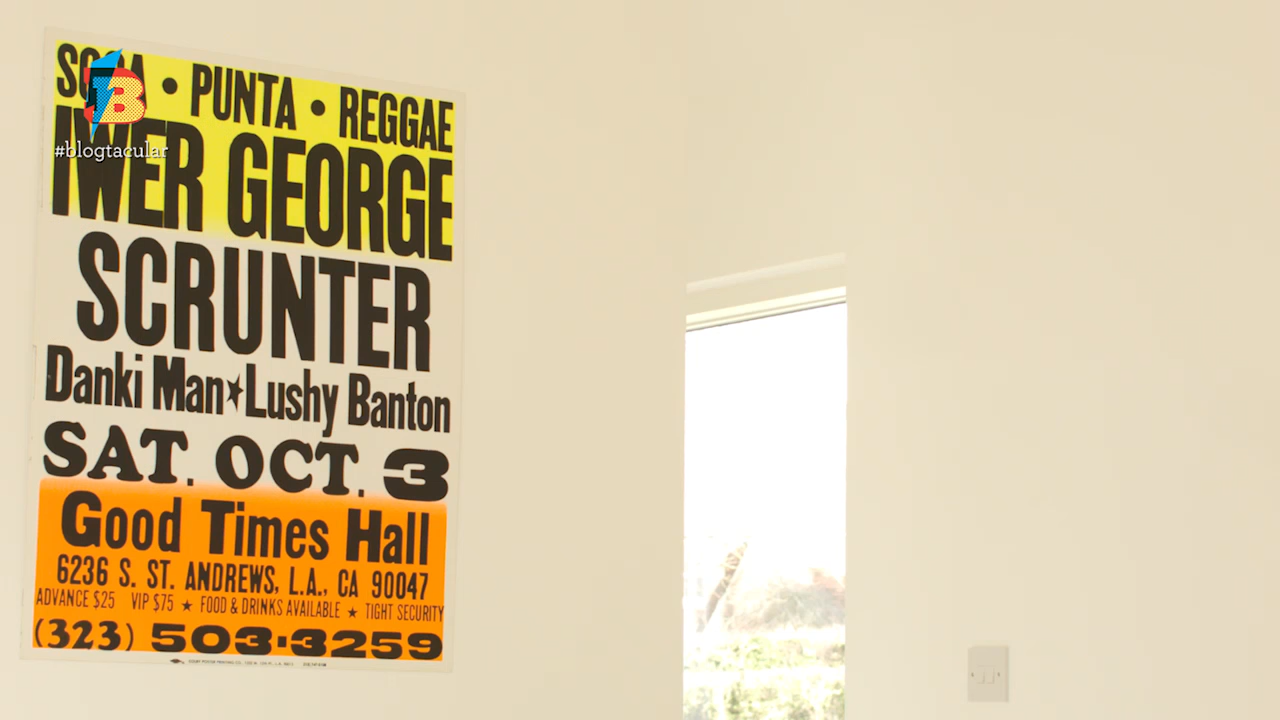 SOCA • PUNTA • REGGAE
IWER GEORGE
SCRUNTER
Danki Man★Lushy Banton
SAT. OCT. 3
Good Times Hall
6236 S. ST. ANDREWS, L.A., CA 90047
ADVANCE $25 VIP $75 ★ FOOD & DRINKS AVAILABLE ★ TIGHT SECURITY
(323) 503-3259
B
#blogtacular